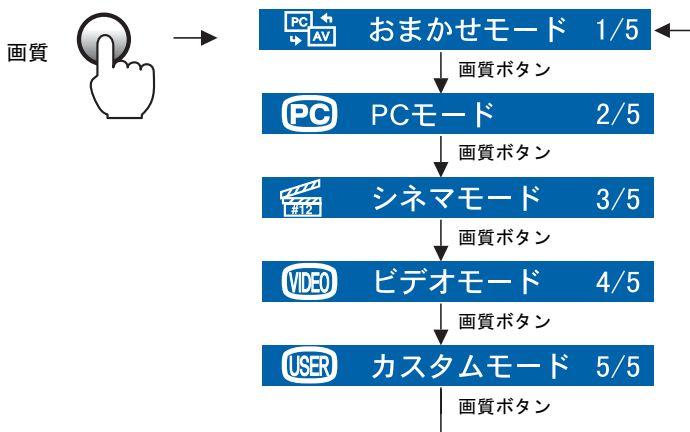 画質
PC AV おまかせモード 1/5
画質ボタン
PC PCモード 2/5
画質ボタン
#12 シネマモード 3/5
画質ボタン
VIDEO ビデオモード 4/5
画質ボタン
USER カスタムモード 5/5
画質ボタン